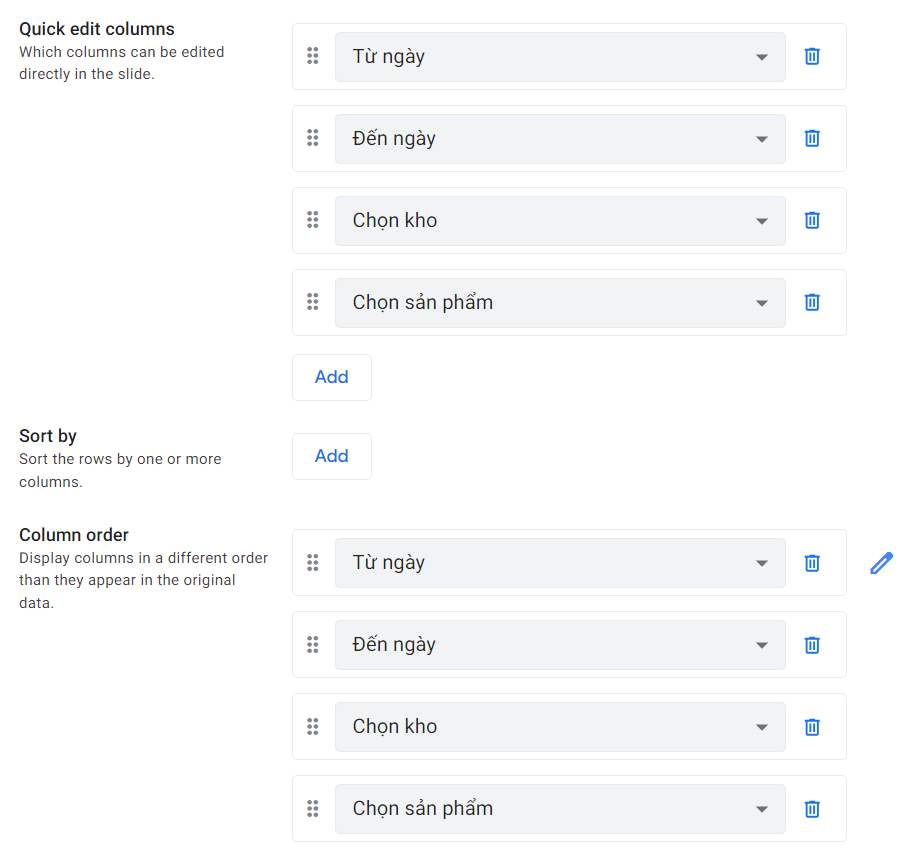 Quick edit columns
Which columns can be edited
directly in the slide.
Từ ngày
Đến ngày
Chọn kho
Chọn sản phẩm
Add
Sort by
Sort the rows by one or more
columns.
Add
Column order
Display columns in a different order
than they appear in the original
data.
Từ ngày
Đến ngày
Chọn kho
Chọn sản phẩm